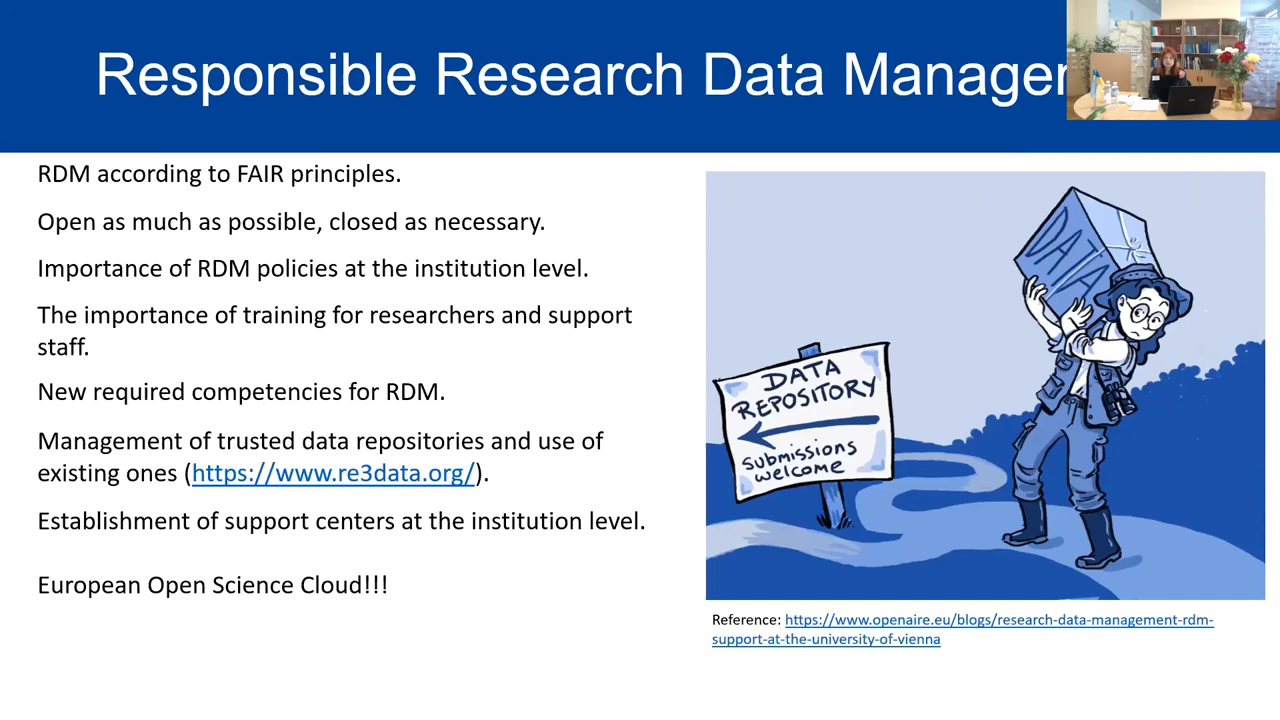 Responsible Research Data Manager
RDM according to FAIR principles.
Open as much as possible, closed as necessary.
Importance of RDM policies at the institution level.
The importance of training for researchers and support
staff.
New required competencies for RDM.
Management of trusted data repositories and use of
existing ones (https://www.re3data.org/).
Establishment of support centers at the institution level.
European Open Science Cloud!!!
DATA
DATA
REPOSITORY
Submissions
welcome
Reference: https://www.openaire.eu/blogs/research-data-management-rdm-
support-at-the-university-of-vienna